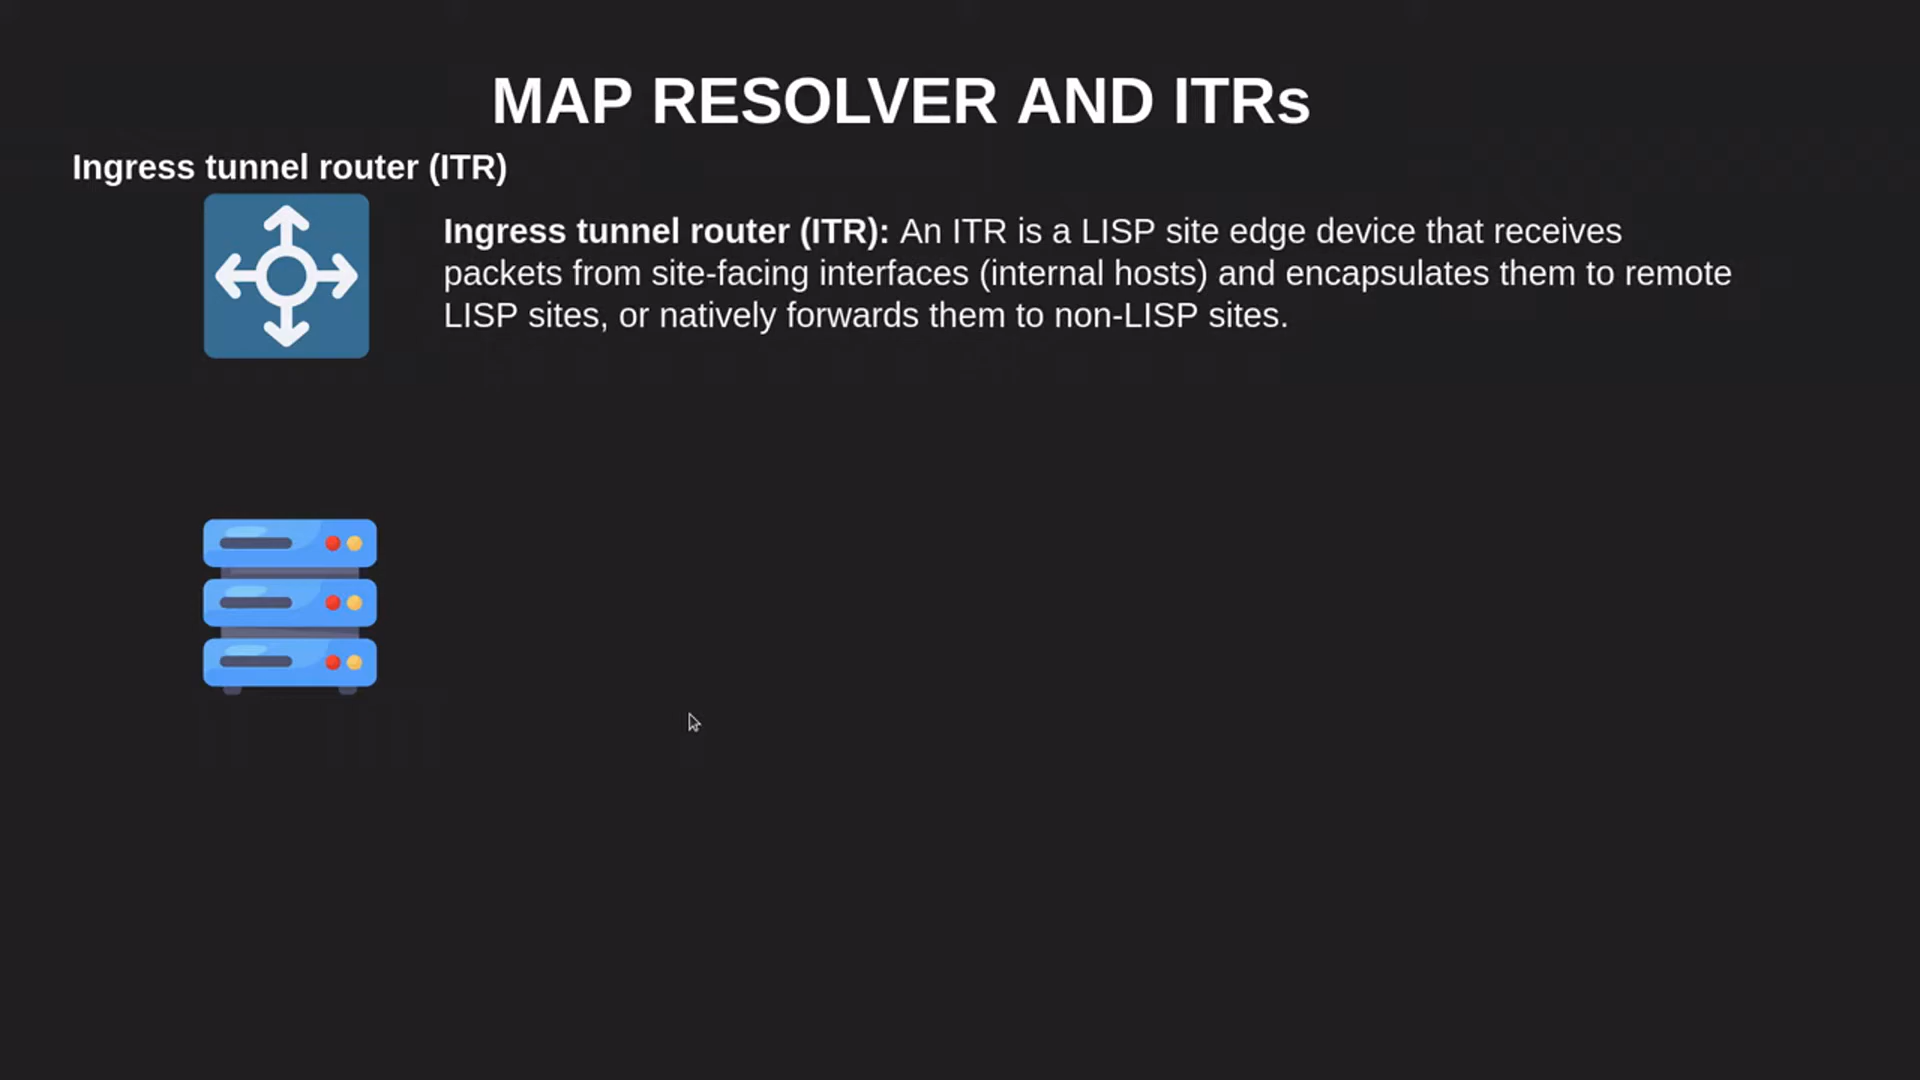 MAP RESOLVER AND ITRs
Ingress tunnel router (ITR)
Ingress tunnel router (ITR): An ITR is a LISP site edge device that receives
packets from site-facing interfaces (internal hosts) and encapsulates them to remote
LISP sites, or natively forwards them to non-LISP sites.